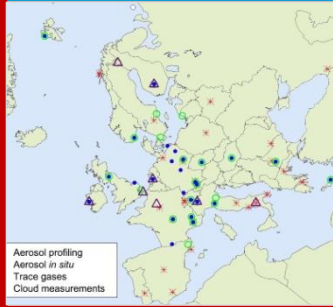 Aerosol profiling
Aerosol in situ
Trace gases
Cloud measurements